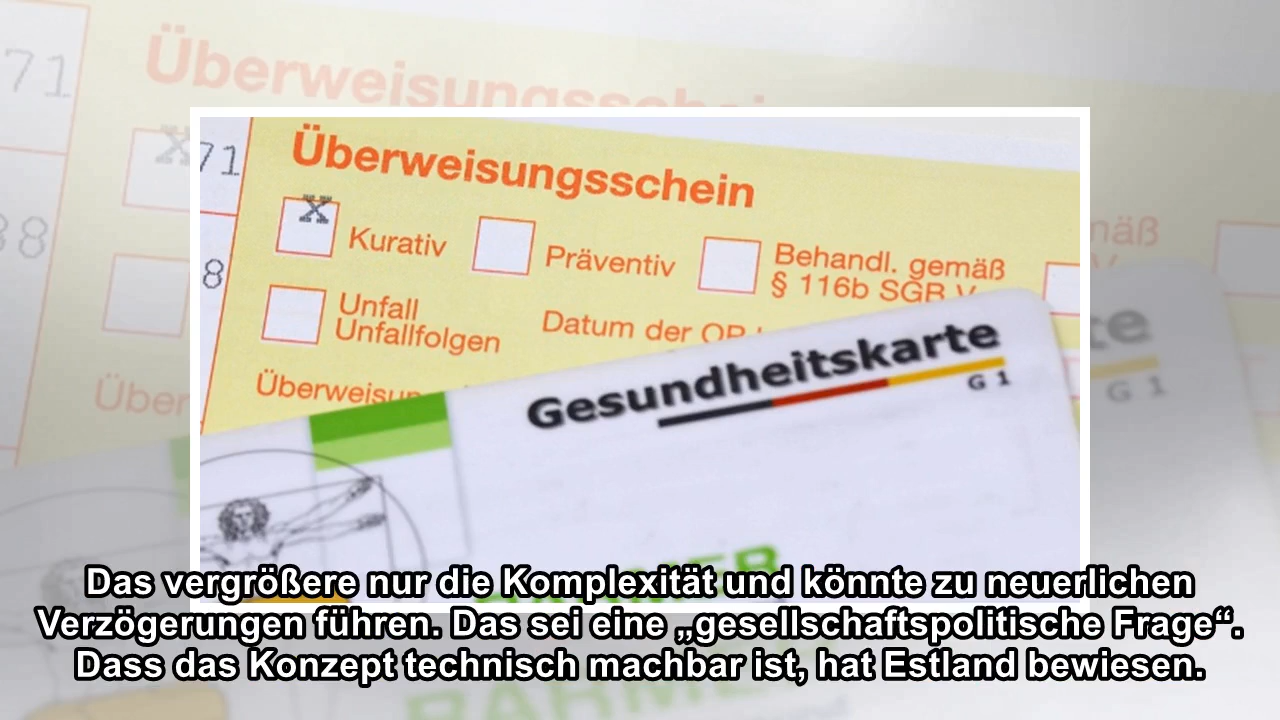 Überweisungsschein
71
X
Kurativ
Präventiv
Behandl. gemäß
§ 116b SGB V
8
Unfall
Unfallfolgen
Datum der OP
Gesundheitskarte
G 1
Das vergrößere nur die Komplexität und könnte zu neuerlichen
Verzögerungen führen. Das sei eine „gesellschaftspolitische Frage“.
Dass das Konzept technisch machbar ist, hat Estland bewiesen.